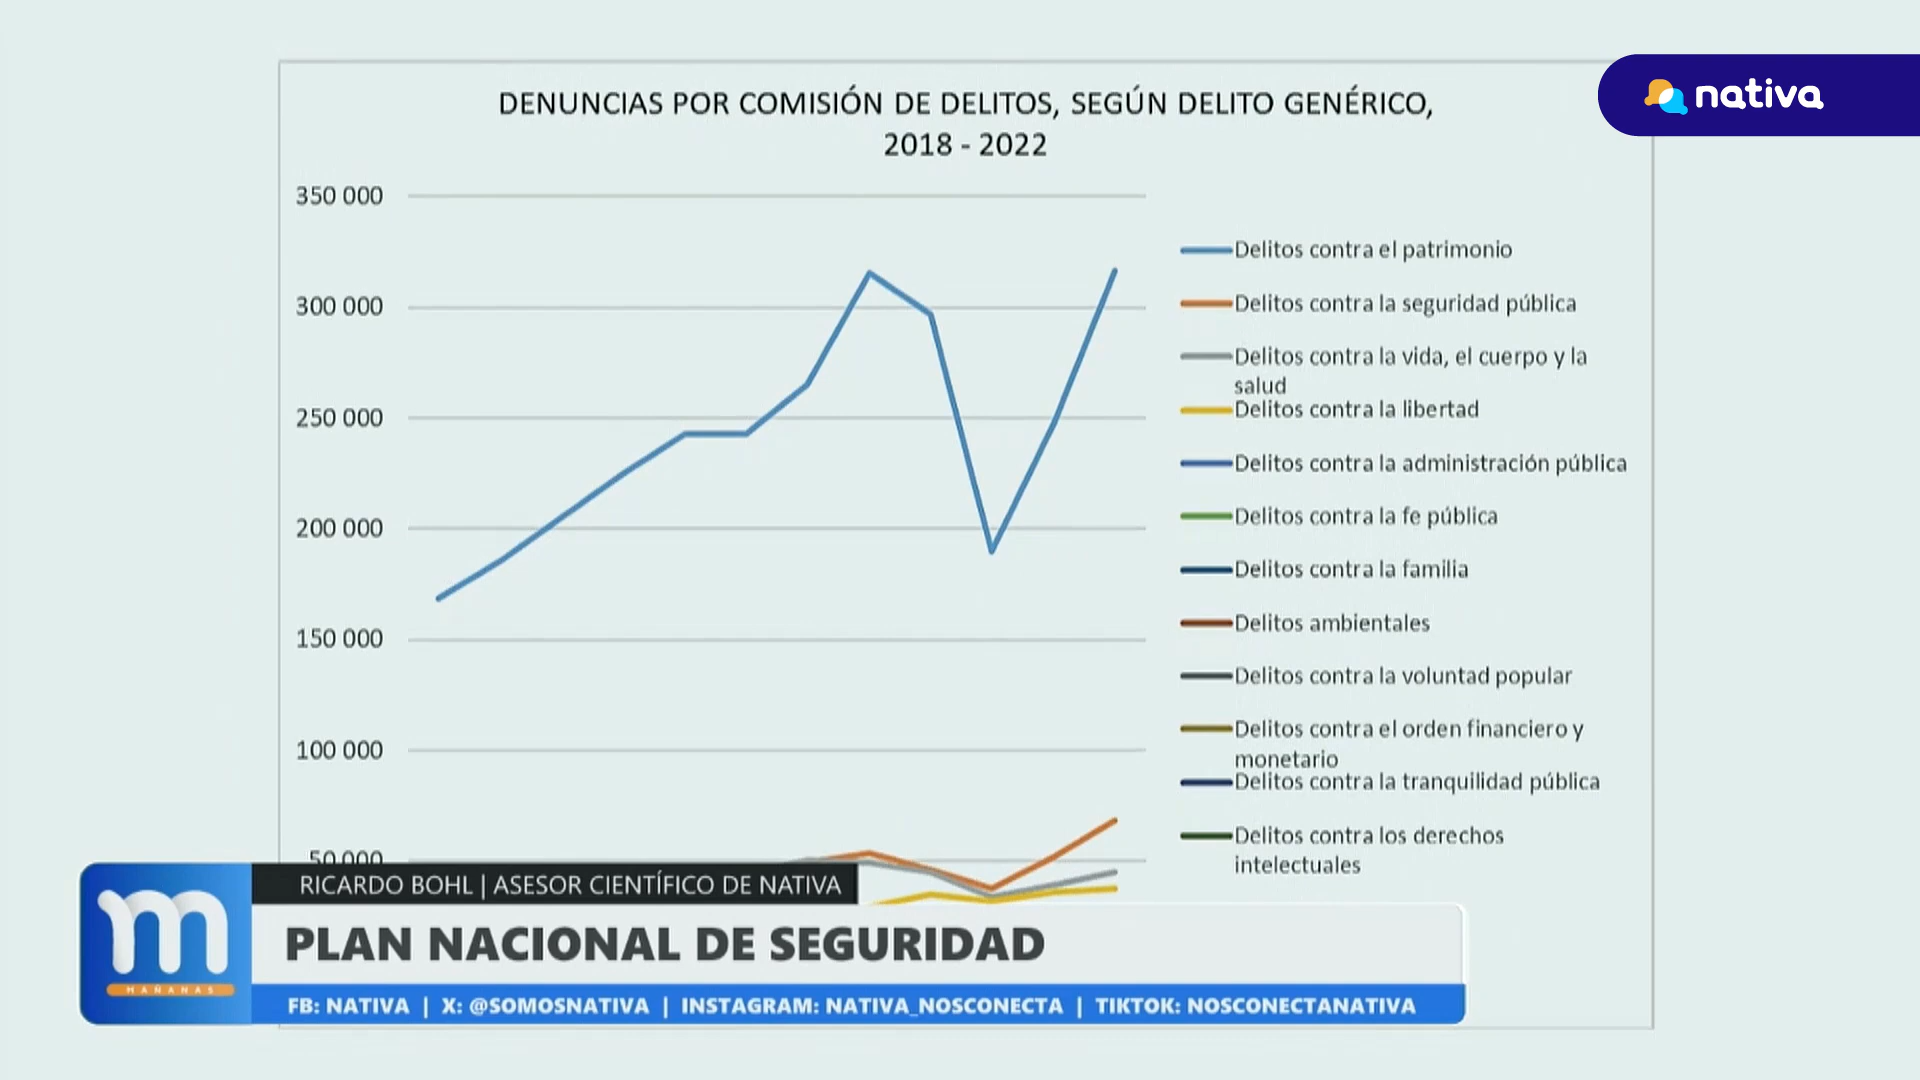 DENUNCIAS POR COMISIÓN DE DELITOS, SEGÚN DELITO GENÉRICO,
2018 - 2022
nativa
350 000
300 000
250 000
200 000
150 000
100 000
50 000
Delitos contra el patrimonio
Delitos contra la seguridad pública
Delitos contra la vida, el cuerpo y la
salud
Delitos contra la libertad
Delitos contra la administración pública
Delitos contra la fe pública
Delitos contra la familia
Delitos ambientales
Delitos contra la voluntad popular
Delitos contra el orden financiero y
monetario
Delitos contra la tranquilidad pública
Delitos contra los derechos
intelectuales
m
MAÑANAS
RICARDO BOHL | ASESOR CIENTÍFICO DE NATIVA
PLAN NACIONAL DE SEGURIDAD
FB: NATIVA | X: @SOMOSNATIVA | INSTAGRAM: NATIVA_NOSCONECTA | TIKTOK: NOSCONECTANATIVA